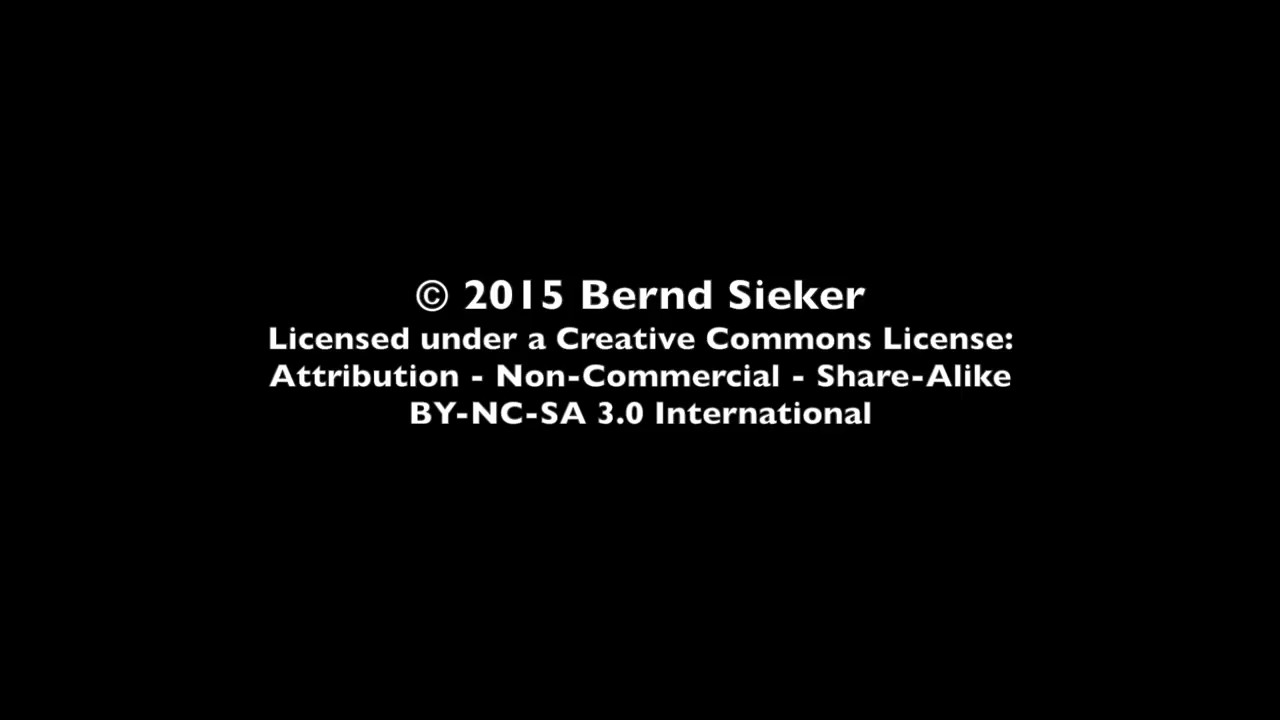 © 2015 Bernd Sieker
Licensed under a Creative Commons License:
Attribution - Non-Commercial - Share-Alike
BY-NC-SA 3.0 International